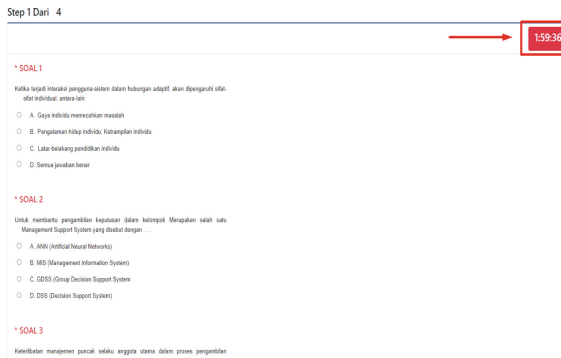 Step 1 Dari 4
1:59:36
* SOAL 1
Ketika terjadi interaksi pengguna-sistem dalam hubungan adaptif, akan dipengaruhi sifat-
sifat individual, antara-lain:
A. Gaya individu memecahkan masalah
B. Pengalaman hidup individu, Ketrampilan individu
C. Latar-belakang pendidikan individu
D. Semua jawaban benar
* SOAL 2
Untuk membantu pengambilan keputusan dalam kelompok Merupakan salah satu
Management Support System yang disebut dengan ....
A. ANN (Artificial Neural Networks)
B. MIS (Management Information System)
C. GDSS (Group Decision Support System
D. DSS (Decision Support System)
* SOAL 3
Keterlibatan manajemen puncak selaku anggota utama dalam proses pengambilan